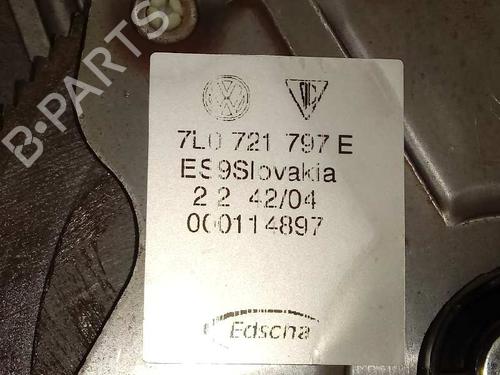 B-PARTS
7L0 721 797 E
ES9Slovakia
2 2 42/04
000114897
Edscha